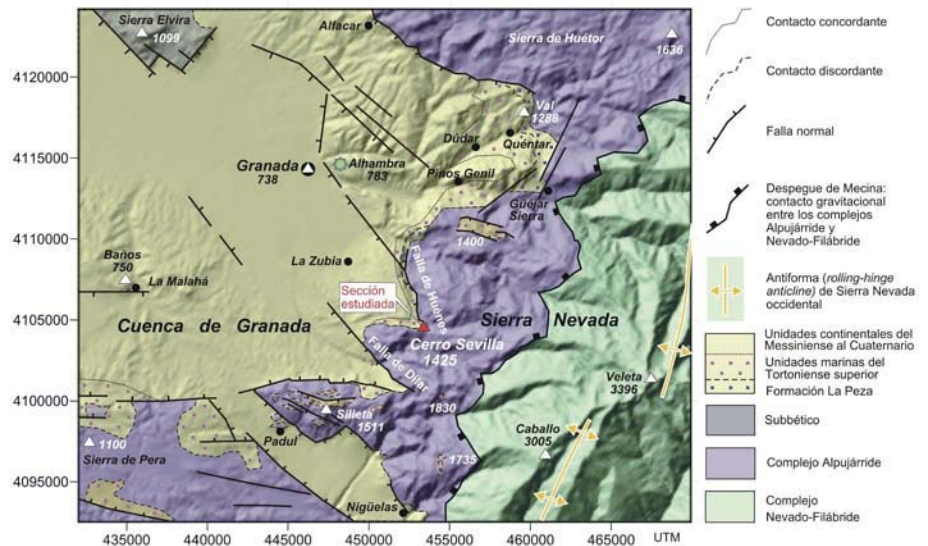 Sierra Elvira
1099
Alfacar
Sierra de Huétor
1636
4120000
Val
1288
Dúdar
Quéntar
4115000
Granada
738
Alhambra
783
Pinos Genil
Güéjar
Sierra
4110000
1400
Baños
750
La Malahá
La Zubia
Falla de Huenes
Sección
estudiada
4105000
Cuenca de Granada
Sierra Nevada
Cerro Sevilla
1425
Falla de Dílar
Veleta
3396
4100000
1830
Silleta
1511
Caballo
3005
1100
Sierra de Pera
Padul
1735
4095000
Nigüelas
435000
440000
445000
450000
455000
460000
465000
UTM
Contacto concordante
Contacto discordante
Falla normal
Despegue de Mecina:
contacto gravitacional
entre los complejos
Alpujárride y
Nevado-Filábride
Antiforma (rolling-hinge
anticline) de Sierra Nevada
occidental
Unidades continentales del
Messiniense al Cuaternario
Unidades marinas del
Tortoniense superior
Formación La Peza
Subbético
Complejo Alpujárride
Complejo
Nevado-Filábride